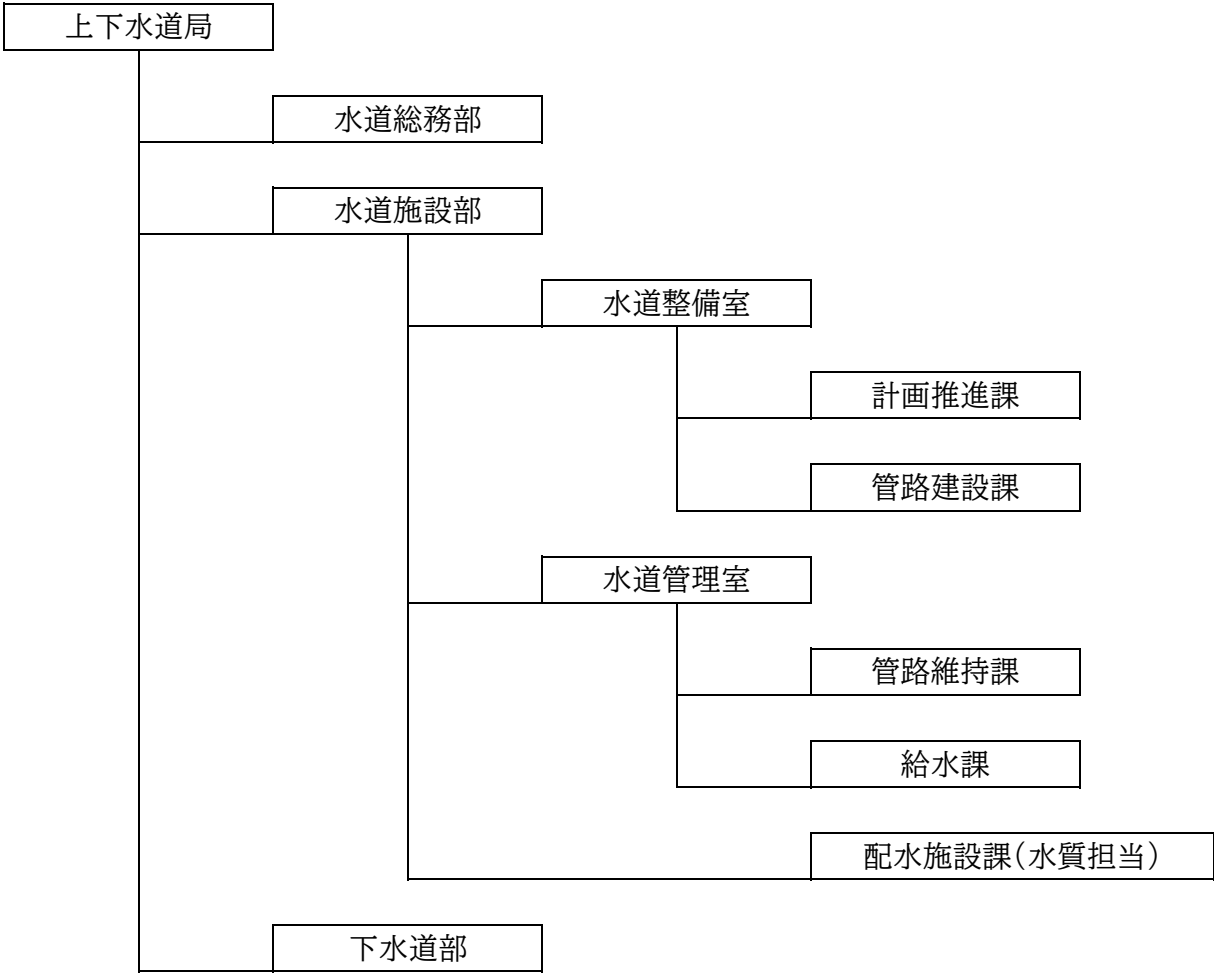 上下水道局
水道総務部
水道施設部
水道整備室
計画推進課
管路建設課
水道管理室
管路維持課
給水課
配水施設課(水質担当)
下水道部